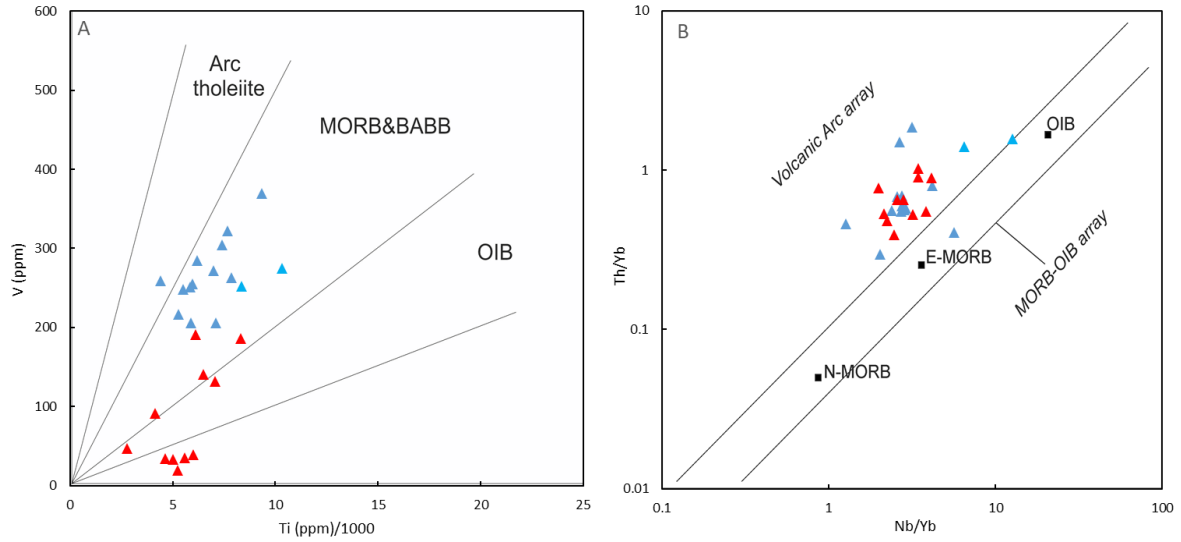 A
600
500
400
300
200
100
0
V (ppm)
Arc
tholeiite
MORB&BABB
OIB
0
5
10
15
20
25
Ti (ppm)/1000
B
10
1
0.1
0.01
Th/Yb
Volcanic Arc array
OIB
E-MORB
MORB-OIB array
N-MORB
0.1
1
10
100
Nb/Yb